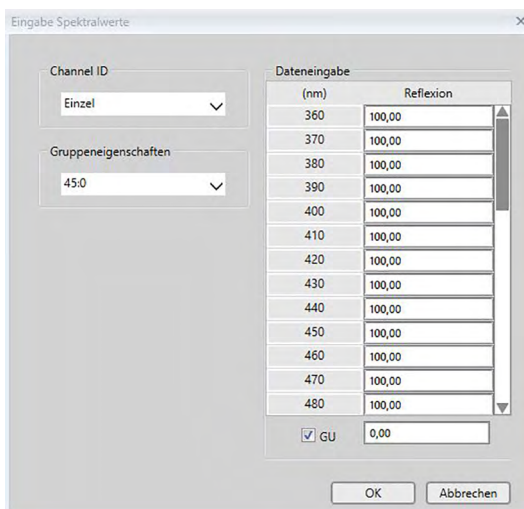 Eingabe Spektralwerte
Channel ID
Einzel
Gruppeneigenschaften
45:0
Dateneingabe
(nm) Reflexion
360 100,00
370 100,00
380 100,00
390 100,00
400 100,00
410 100,00
420 100,00
430 100,00
440 100,00
450 100,00
460 100,00
470 100,00
480 100,00
GU 0,00
OK Abbrechen